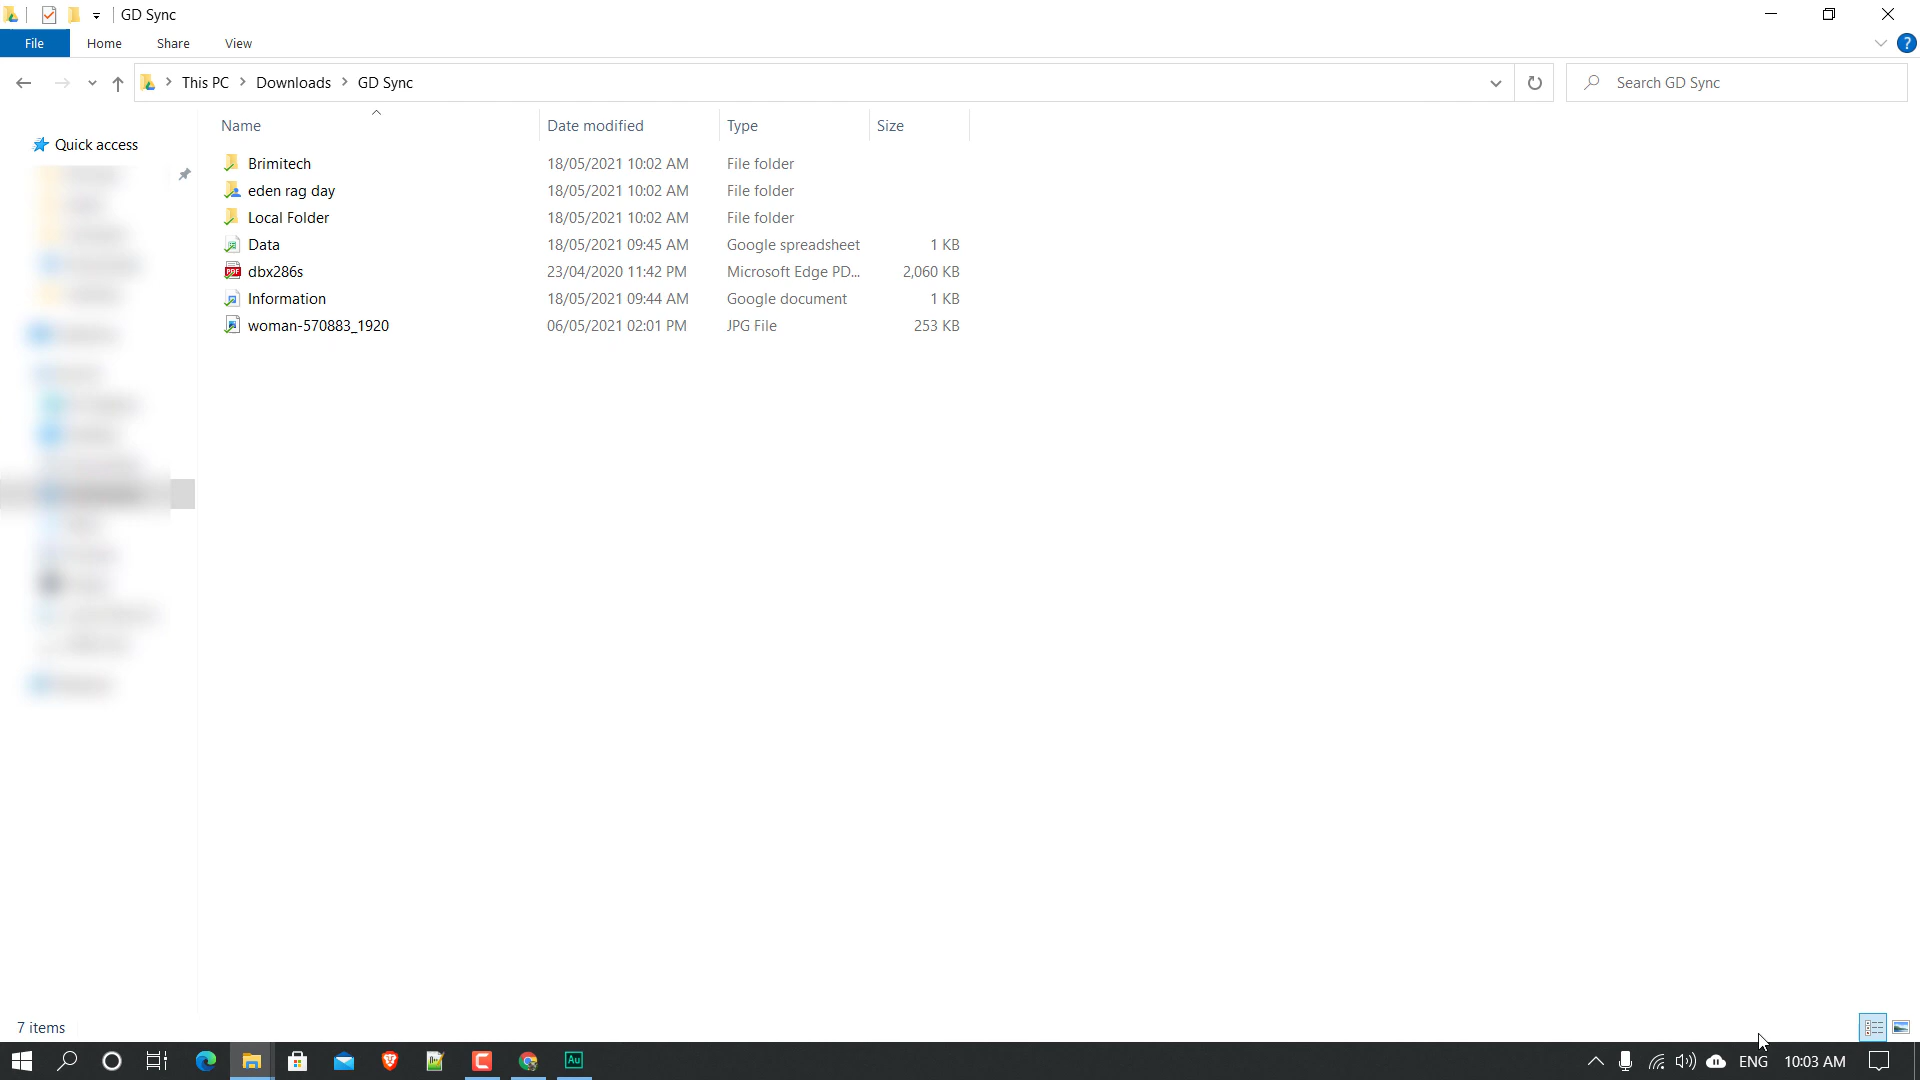 GD Sync
File Home Share View
This PC Downloads GD Sync
Search GD Sync
Quick access
Name Date modified Type Size
Brimitech 18/05/2021 10:02 AM File folder
eden rag day 18/05/2021 10:02 AM File folder
Local Folder 18/05/2021 10:02 AM File folder
Data 18/05/2021 09:45 AM Google spreadsheet 1 KB
dbx286s 23/04/2020 11:42 PM Microsoft Edge PD... 2,060 KB
Information 18/05/2021 09:44 AM Google document 1 KB
woman-570883_1920 06/05/2021 02:01 PM JPG File 253 KB
7 items
Au
ENG 10:03 AM